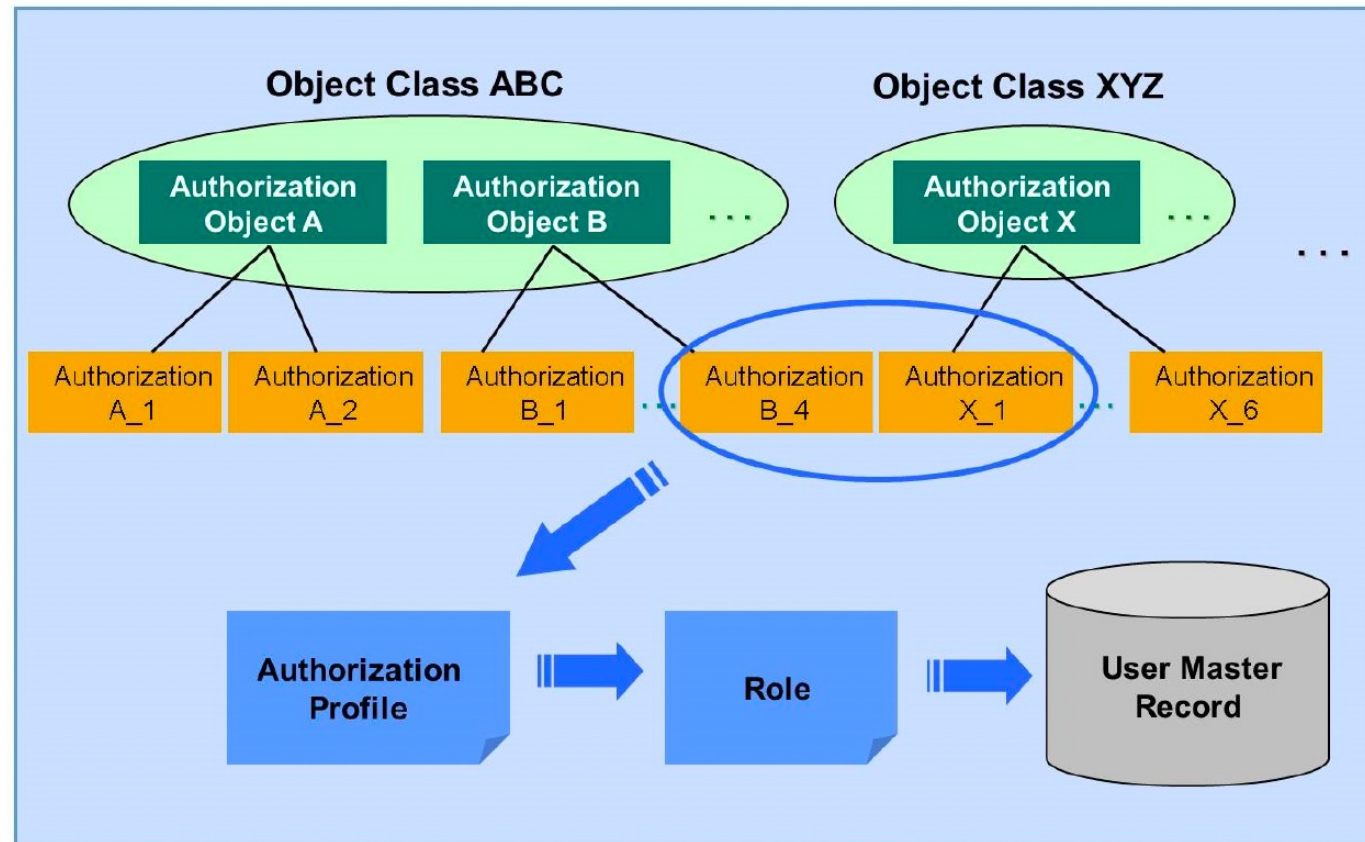 Object Class ABC
Object Class XYZ
Authorization
Object A
Authorization
Object B
...
Authorization
Object X
...
...
Authorization
A_1
Authorization
A_2
Authorization
B_1
...
Authorization
B_4
Authorization
X_1
...
Authorization
X_6
Authorization
Profile
Role
User Master
Record